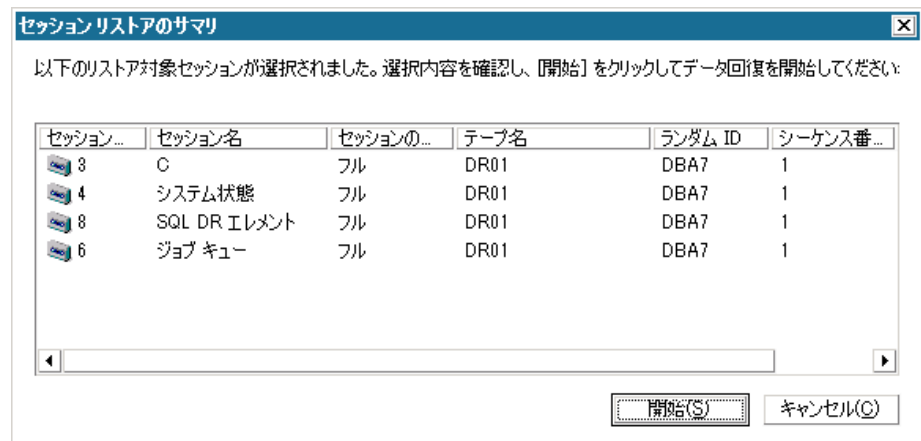 セッション リストアのサマリ
以下のリストア対象セッションが選択されました。選択内容を確認し、[開始] をクリックしてデータ回復を開始してください:
セッション... セッション名 セッションの... テープ名 ランダム ID シーケンス番...
3 C フル DR01 DBA7 1
4 システム状態 フル DR01 DBA7 1
8 SQL DR エレメント フル DR01 DBA7 1
6 ジョブ キュー フル DR01 DBA7 1
開始(S) キャンセル(C)